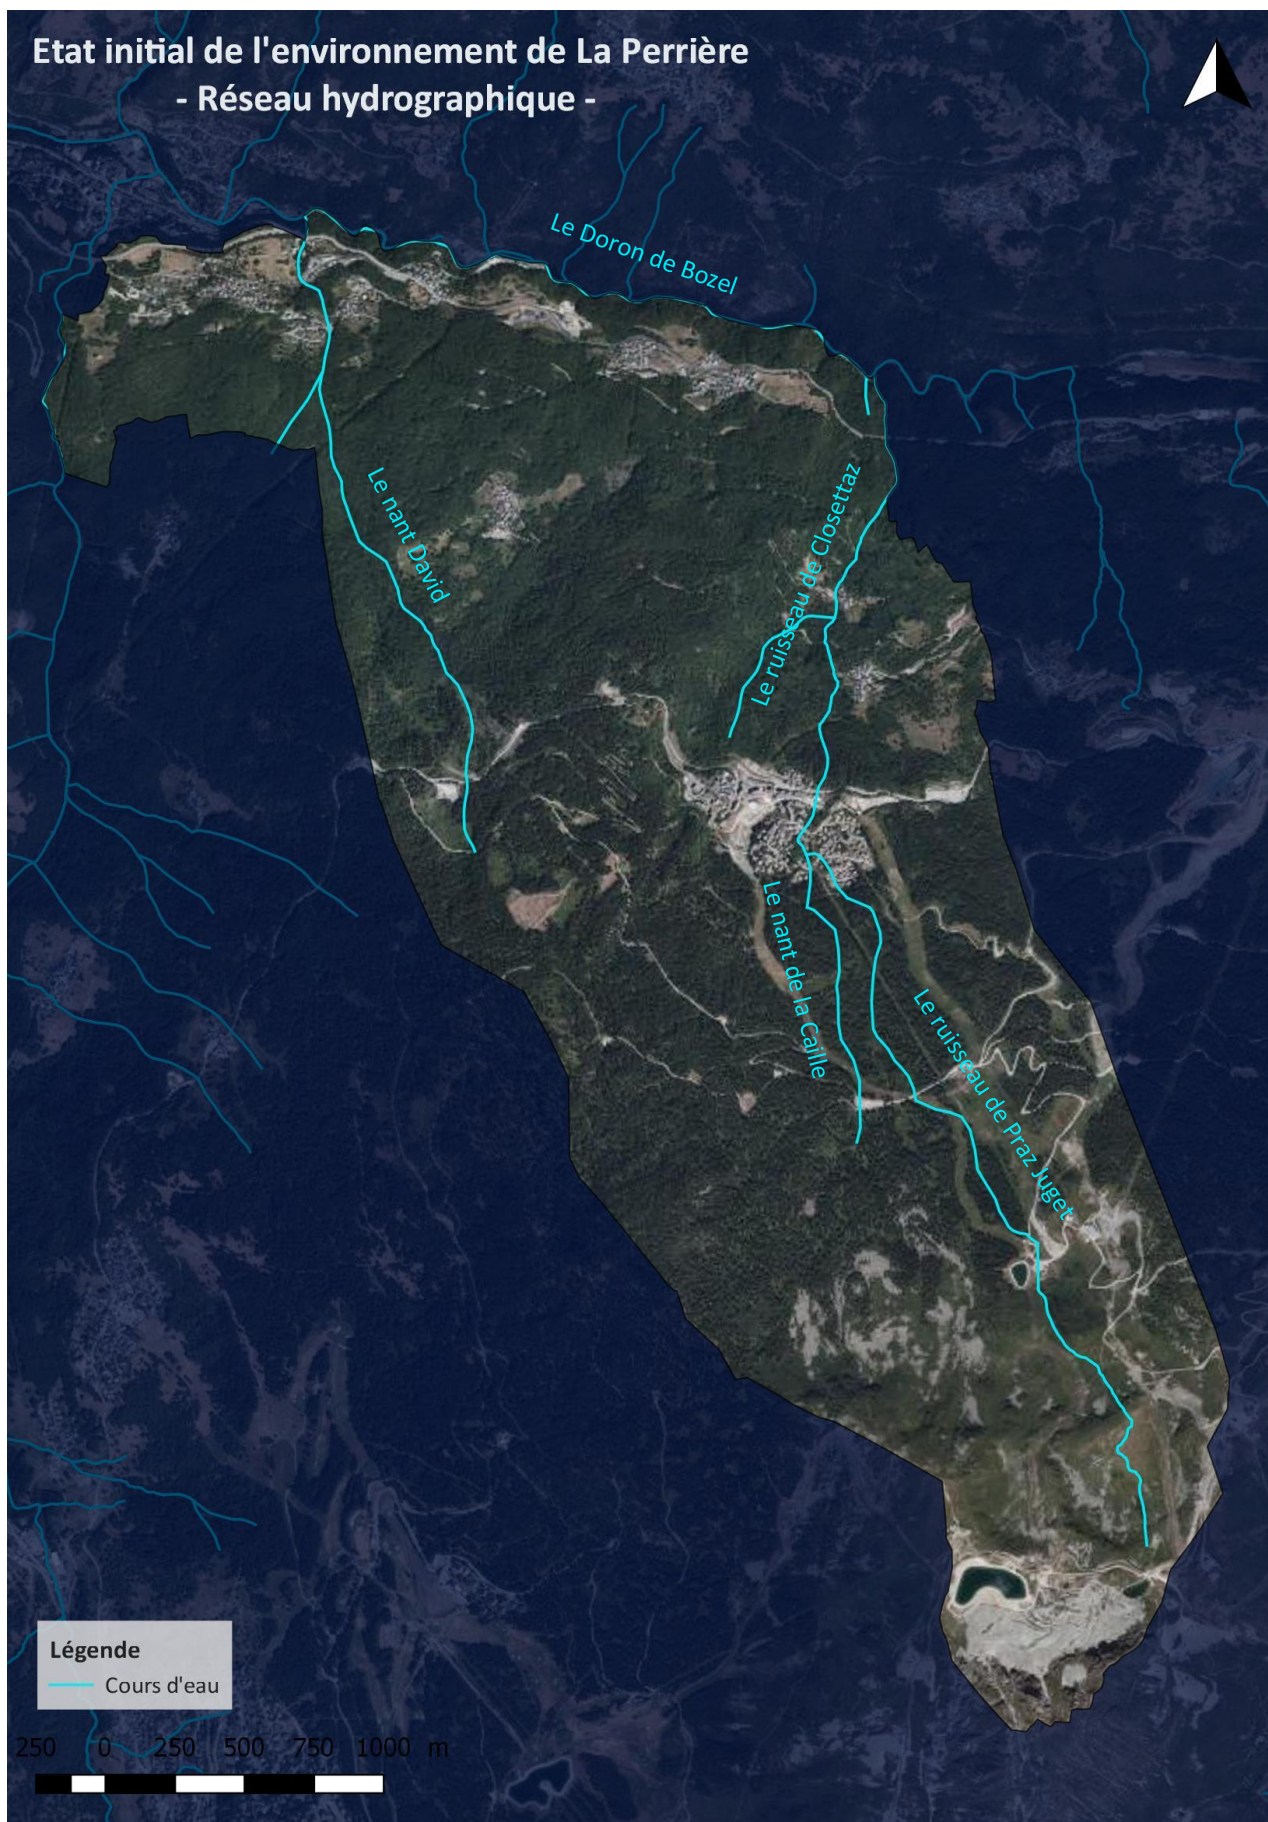 Etat initial de l'environnement de La Perrière
- Réseau hydrographique -
Le Doron de Bozel
Le nant David
Le ruisseau de Closettaz
Le nant de la Caille
Le ruisseau de Praz Juget
Légende
Cours d'eau
250 0 250 500 750 1000 m